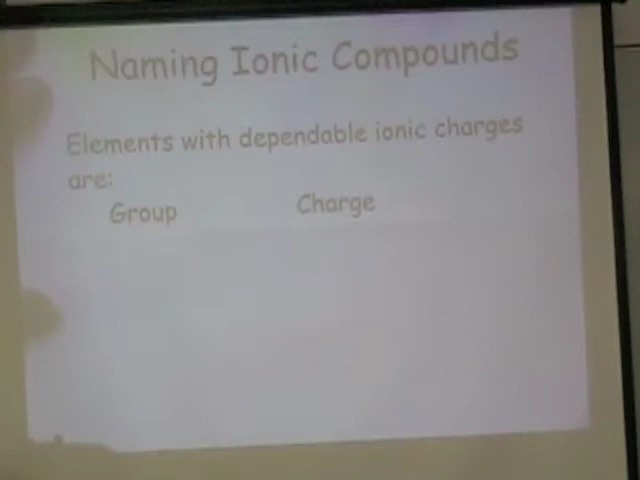 Naming Ionic Compounds
Elements with dependable ionic charges
are:
Group Charge